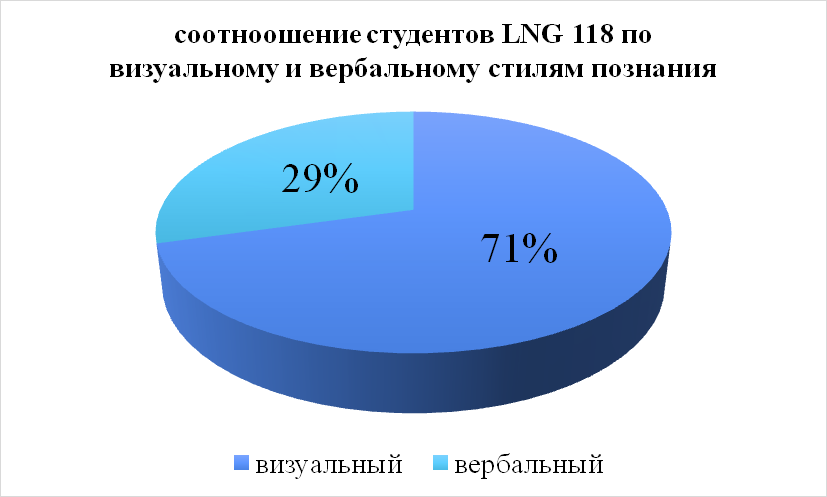 соотноошение студентов LNG 118 по
визуальному и вербальному стилям познания
29%
71%
визуальный вербальный